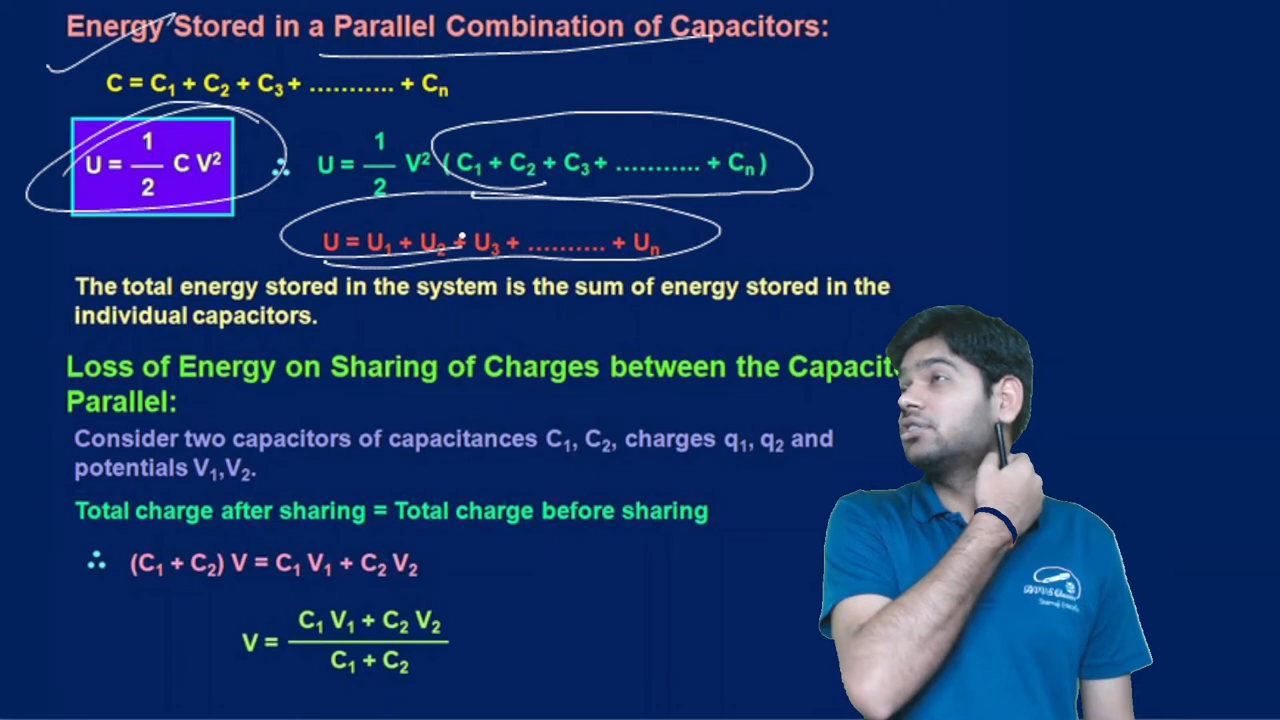 Energy Stored in a Parallel Combination of Capacitors:
C = C₁ + C₂ + C₃ + ……….. + Cₙ
U = 1/2 C V² ∴ U = 1/2 V² ( C₁ + C₂ + C₃ + ……….. + Cₙ )
U = U₁ + U₂ + U₃ + ………. + Uₙ
The total energy stored in the system is the sum of energy stored in the
individual capacitors.
Loss of Energy on Sharing of Charges between the
Parallel:
Consider two capacitors of capacitances C₁, C₂, charges q₁, q₂ and
potentials V₁,V₂.
Total charge after sharing = Total charge before sharing
∴ (C₁ + C₂) V = C₁ V₁ + C₂ V₂
V = C₁ V₁ + C₂ V₂ / C₁ + C₂